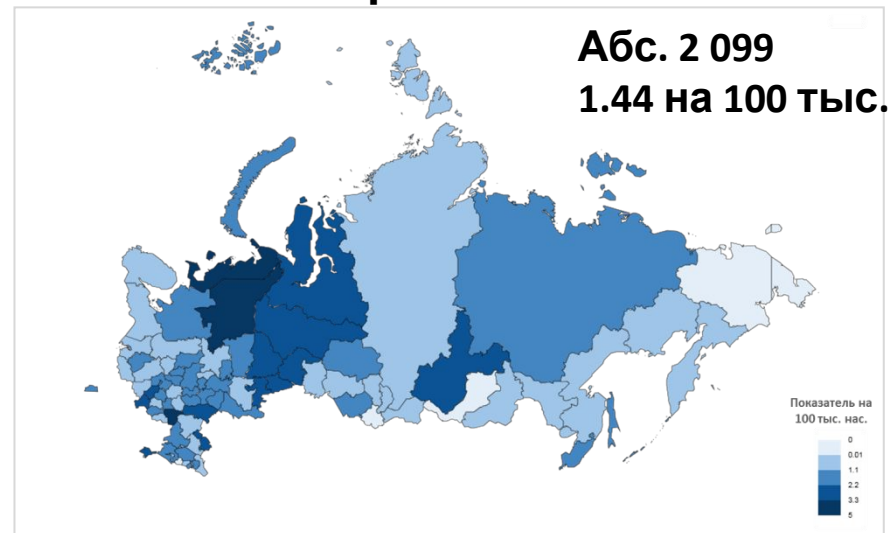 Абс. 2 099
1.44 на 100 тыс.
Показатель на
100 тыс. нас.
0
0.01
1.1
2.2
3.3
5